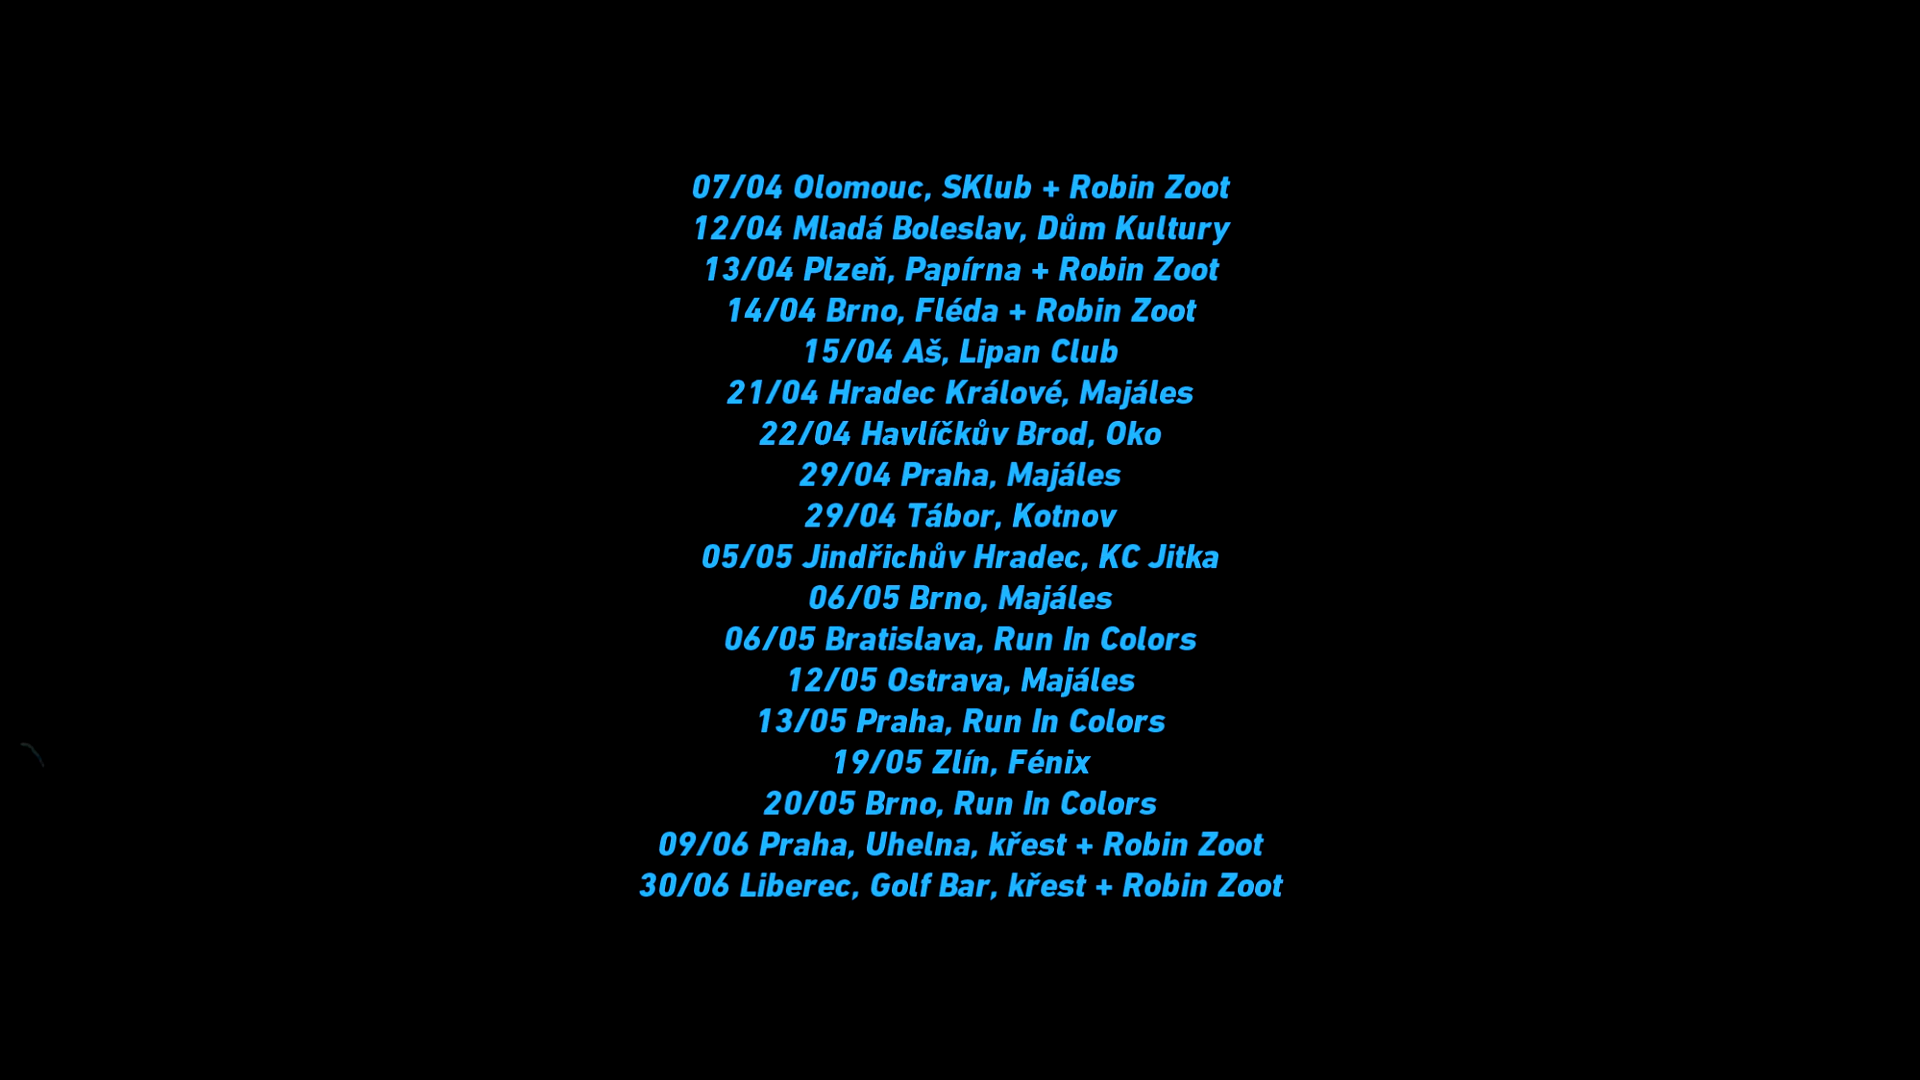 07/04 Olomouc, SKlub + Robin Zoot
12/04 Mladá Boleslav, Dům Kultury
13/04 Plzeň, Papírna + Robin Zoot
14/04 Brno, Fléda + Robin Zoot
15/04 Aš, Lipan Club
21/04 Hradec Králové, Majáles
22/04 Havlíčkův Brod, Oko
29/04 Praha, Majáles
29/04 Tábor, Kotnov
05/05 Jindřichův Hradec, KC Jitka
06/05 Brno, Majáles
06/05 Bratislava, Run In Colors
12/05 Ostrava, Majáles
13/05 Praha, Run In Colors
19/05 Zlín, Fénix
20/05 Brno, Run In Colors
09/06 Praha, Uhelna, křest + Robin Zoot
30/06 Liberec, Golf Bar, křest + Robin Zoot